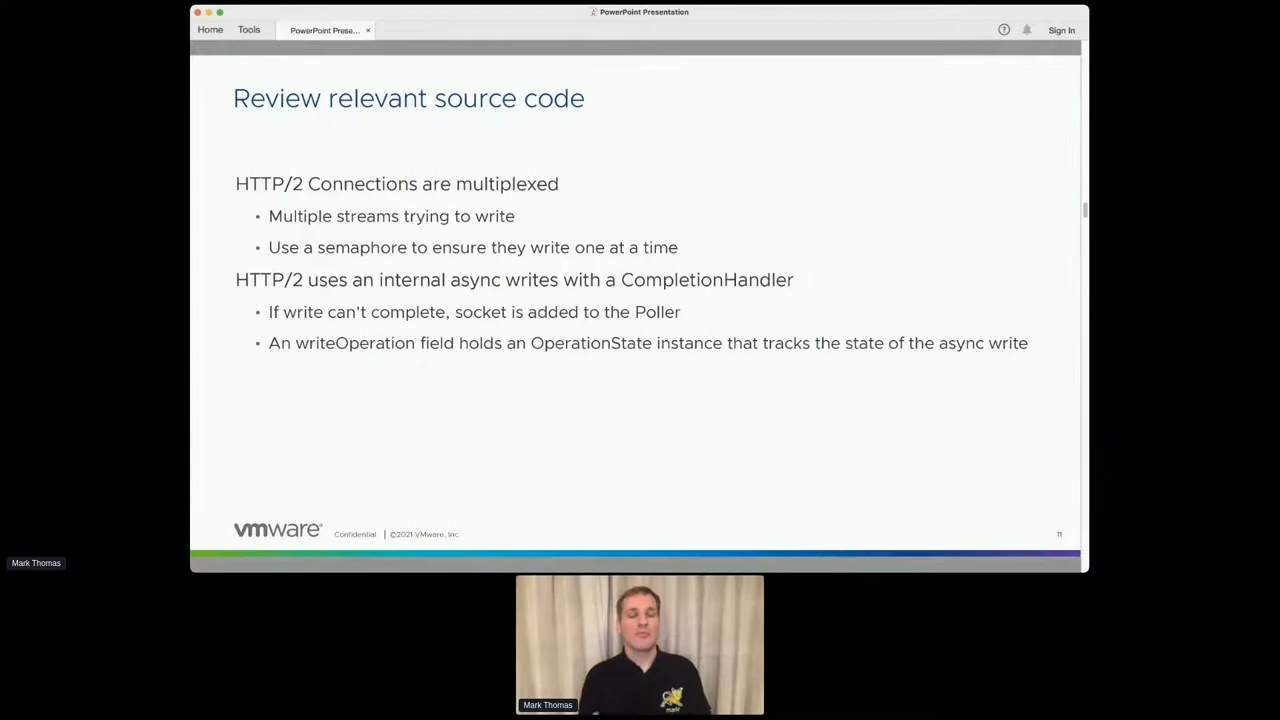 PowerPoint Presentation
Home Tools PowerPoint Prese... × Sign In
Review relevant source code
HTTP/2 Connections are multiplexed
• Multiple streams trying to write
• Use a semaphore to ensure they write one at a time
HTTP/2 uses an internal async writes with a CompletionHandler
• If write can't complete, socket is added to the Poller
• An writeOperation field holds an OperationState instance that tracks the state of the async write
vmware® Confidential | ©2021 VMware, Inc. 11
Mark Thomas
Mark Thomas